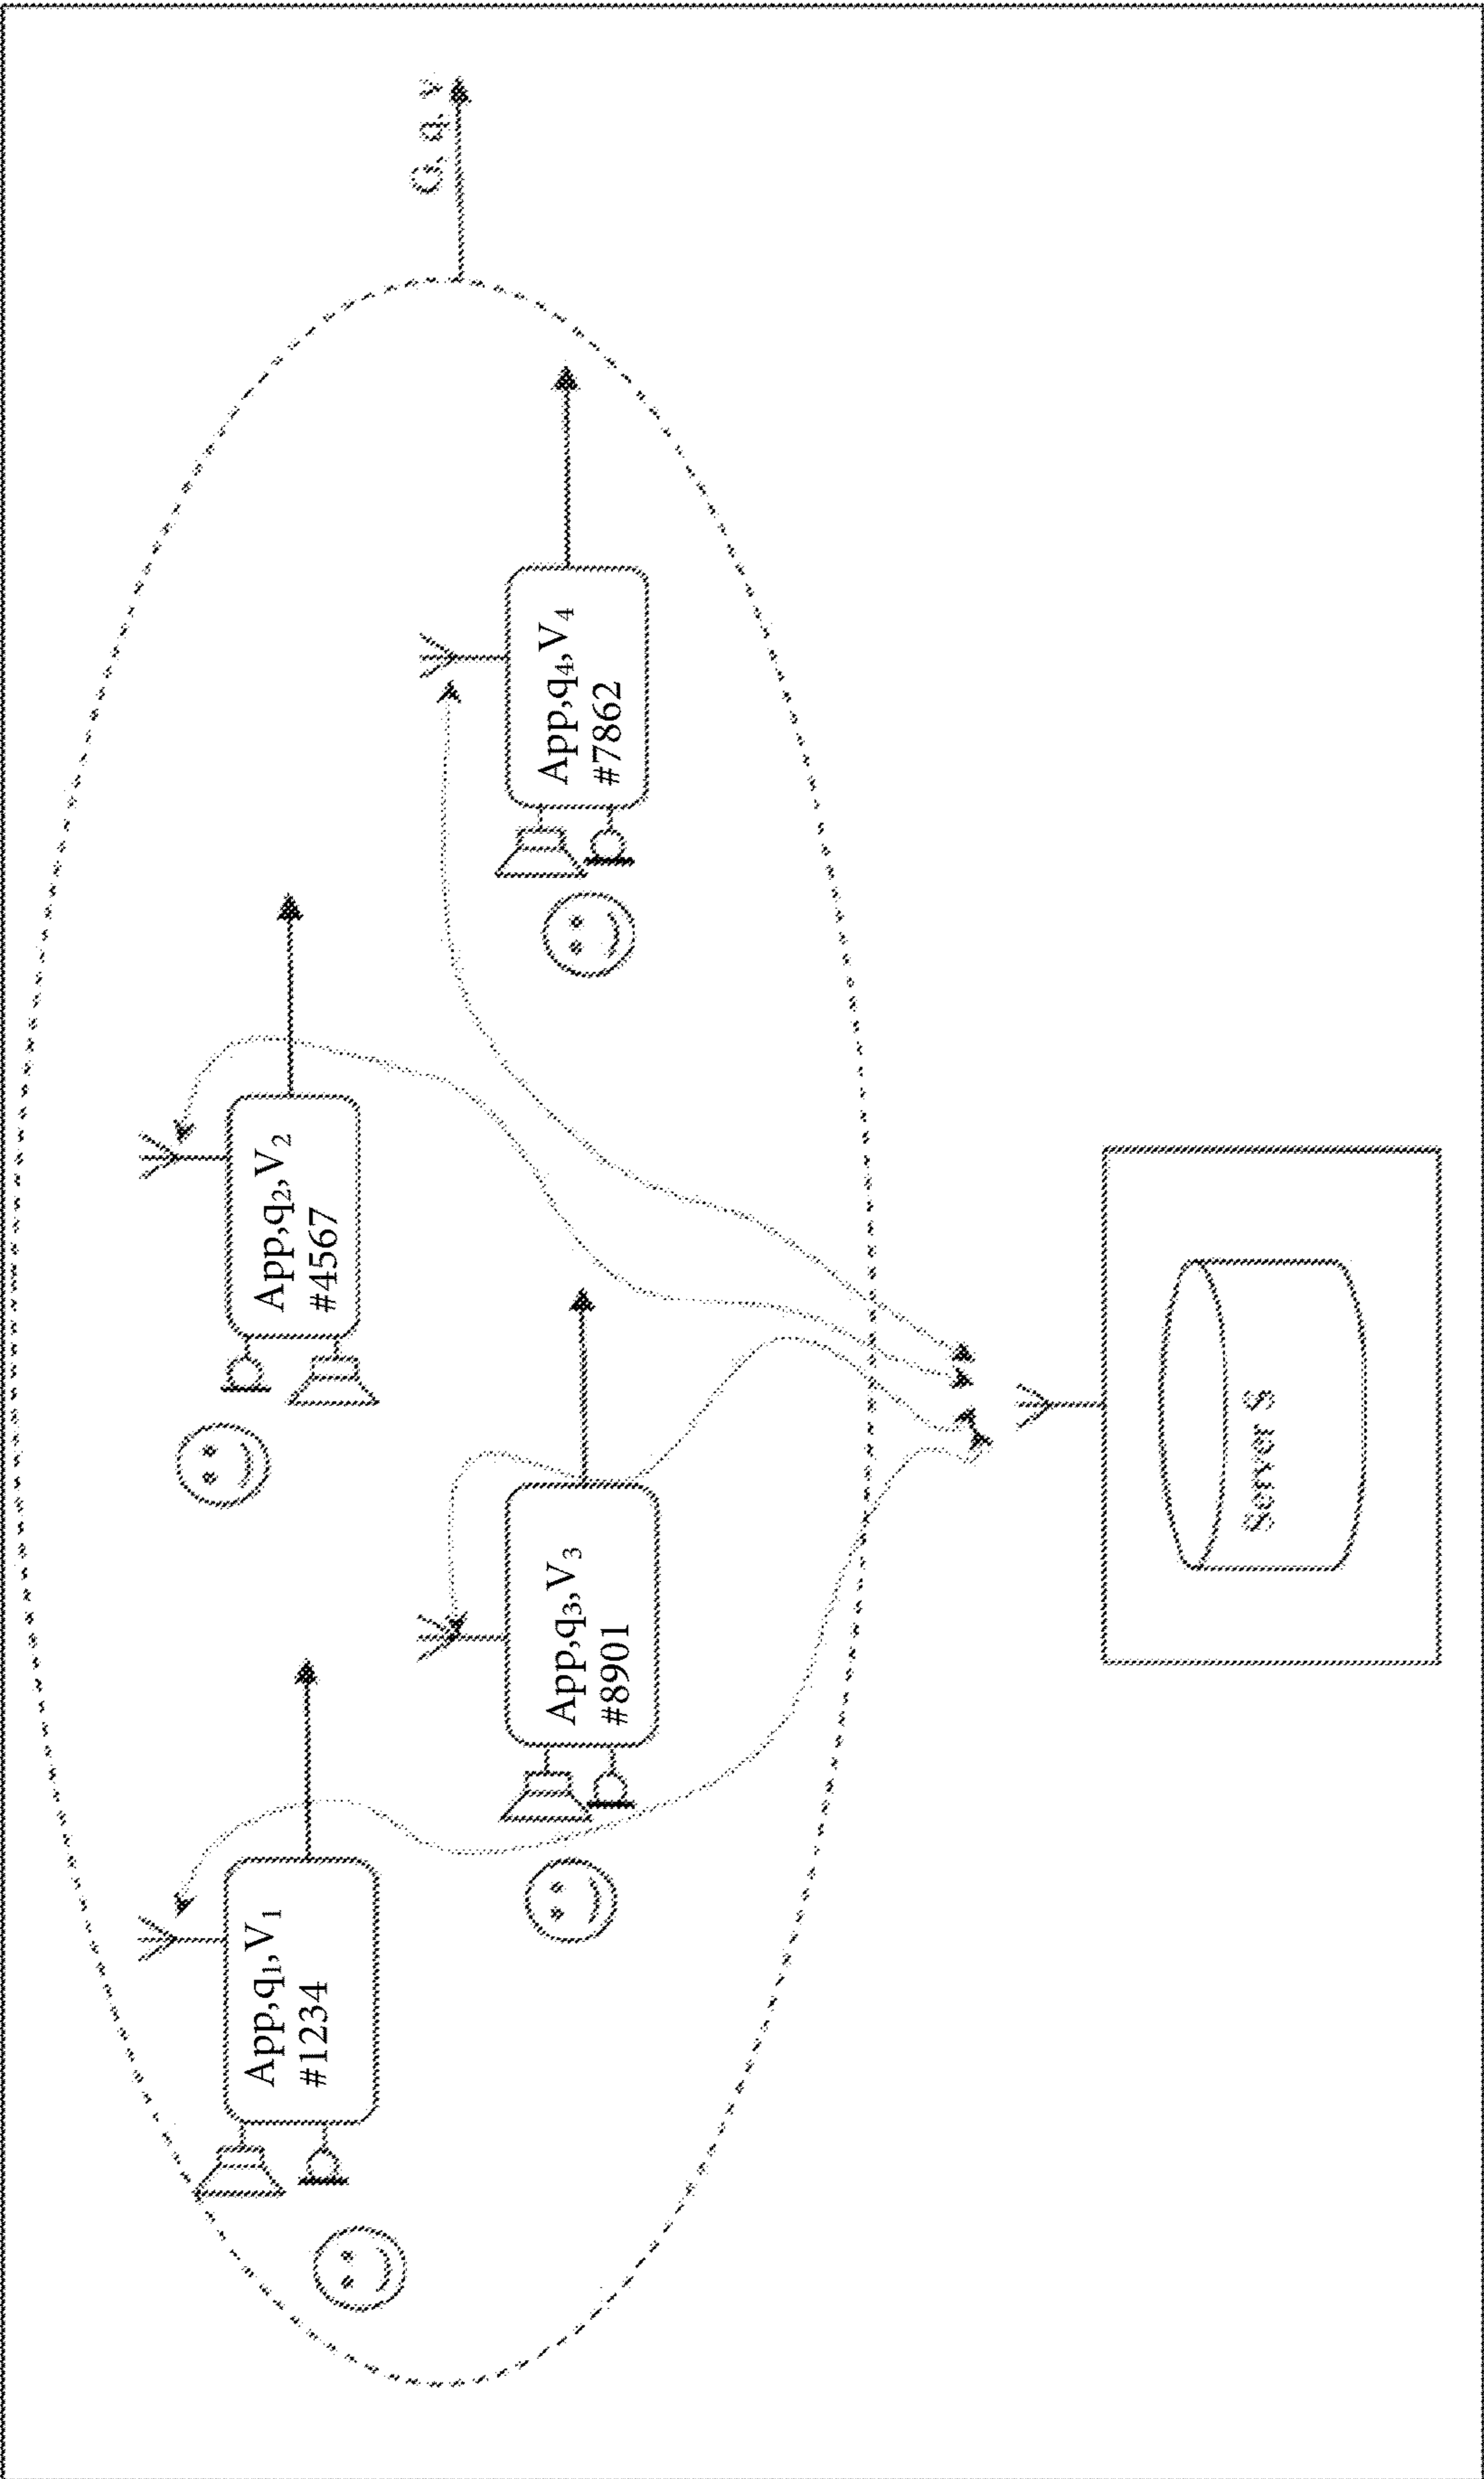 G, q, v
App,q₂,V₂
#4567
App,q₁,V₁
#1234
App,q₄,V₄
#7862
App,q₃,V₃
#8901
Server S